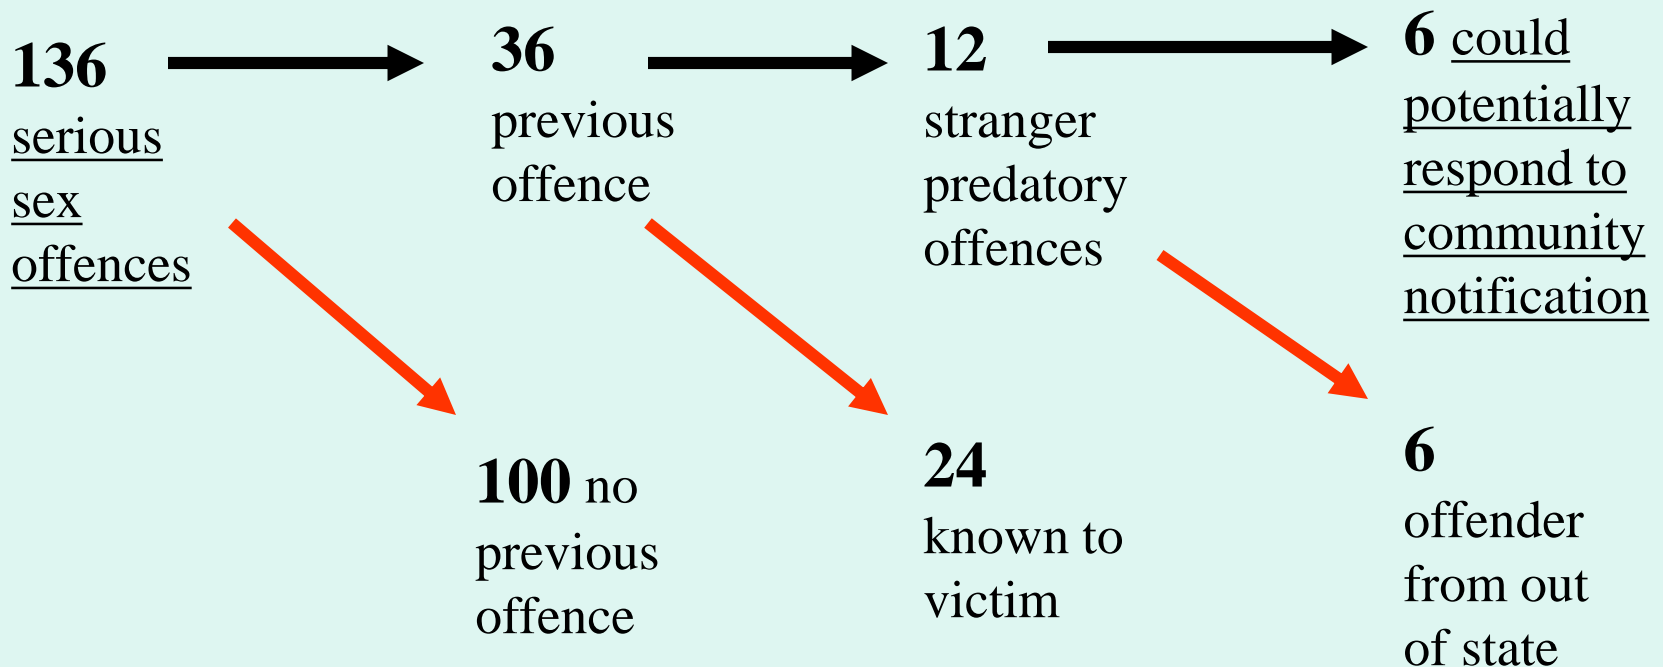 136
serious
sex
offences
36
previous
offence
12
stranger
predatory
offences
6 could
potentially
respond to
community
notification
100 no
previous
offence
24
known to
victim
6
offender
from out
of state